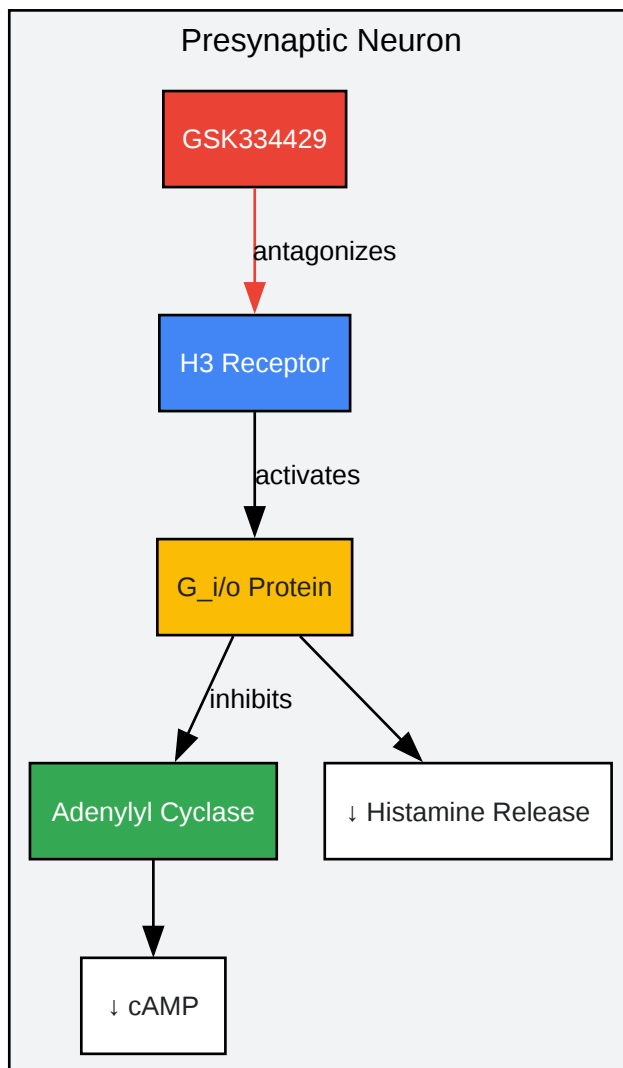 Presynaptic Neuron
GSK334429
antagonizes
H3 Receptor
activates
G_i/o Protein
inhibits
Adenylyl Cyclase
↓ Histamine Release
↓ cAMP